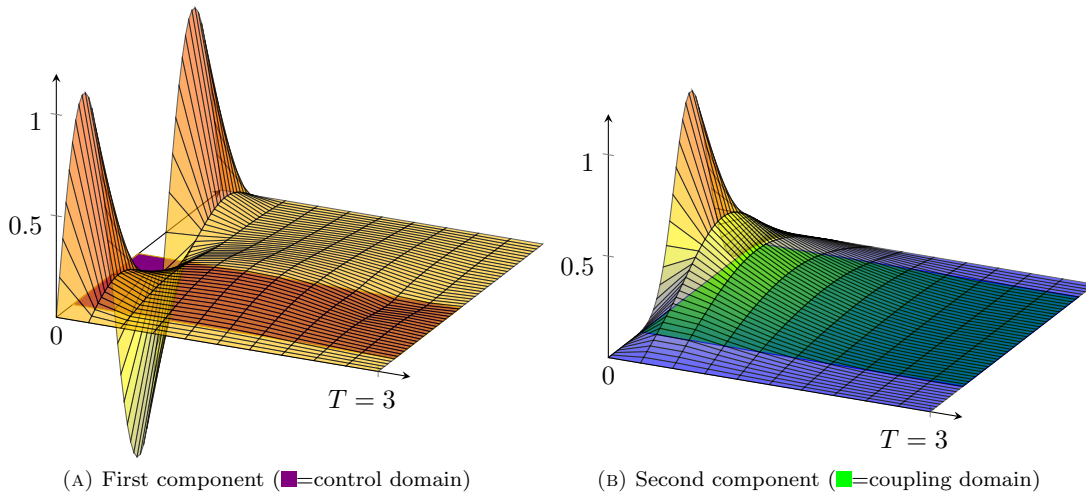 1
0.5
0
T = 3
1
0.5
0
T = 3
(A) First component (■=control domain)
(B) Second component (■=coupling domain)